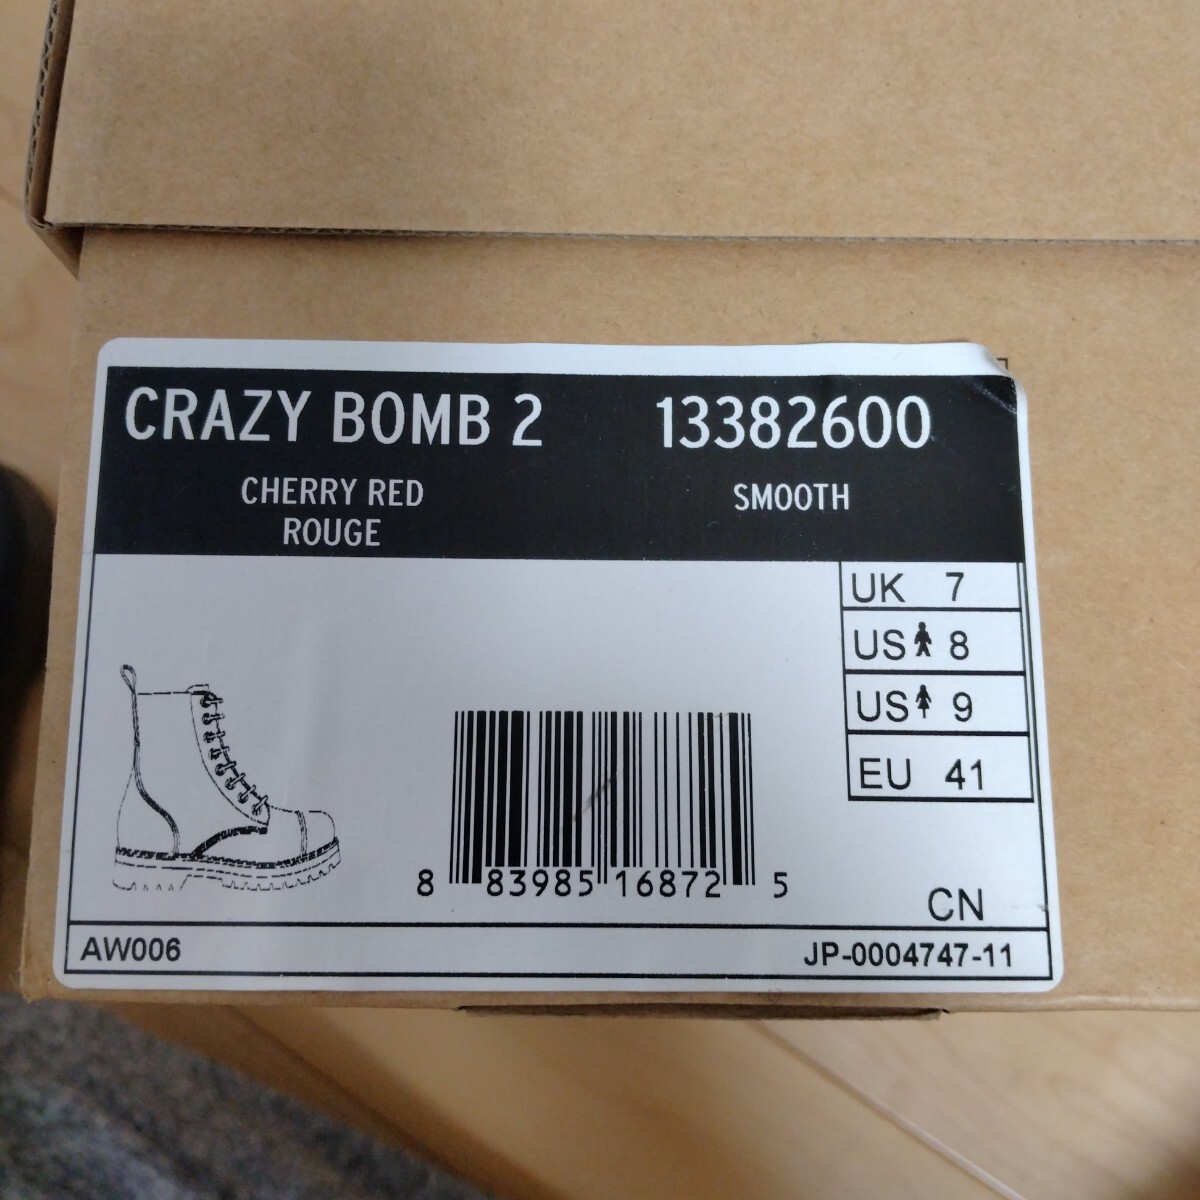 CRAZY BOMB 2 13382600
CHERRY RED SMOOTH
ROUGE
UK 7
US 8
US 9
EU 41
8 83985 16872 5
CN
AW006 JP-0004747-11